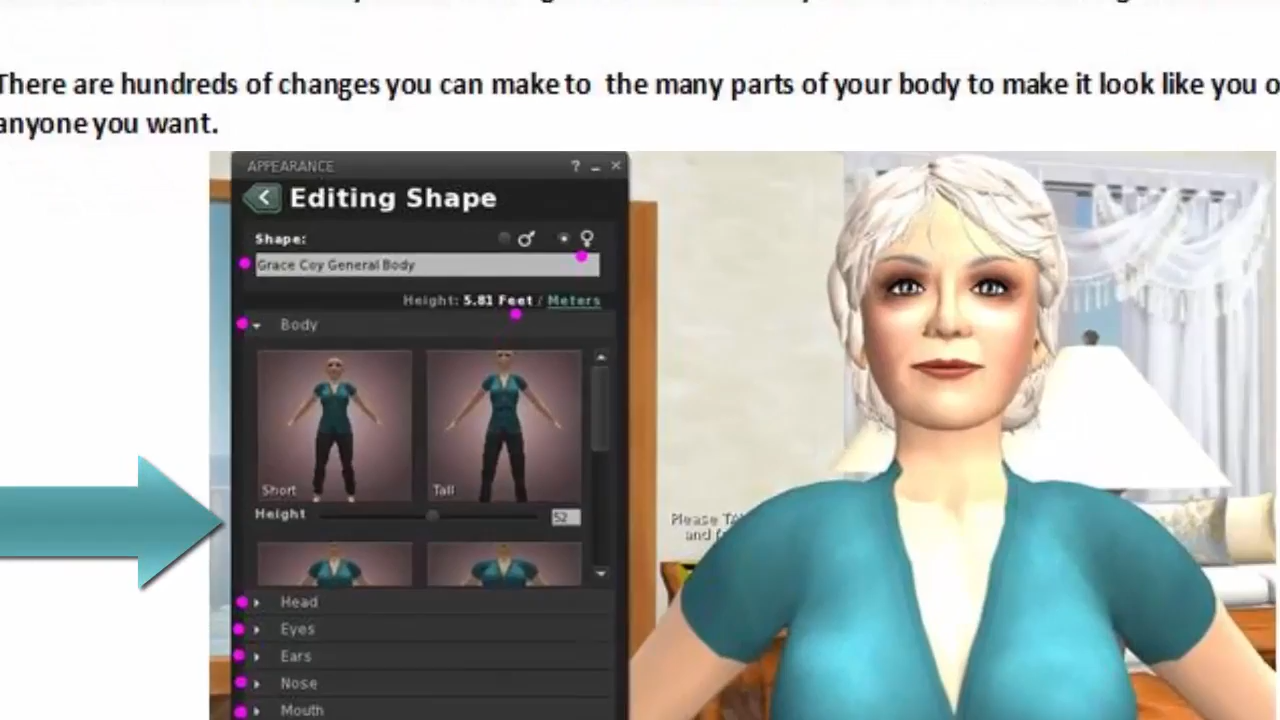 There are hundreds of changes you can make to the many parts of your body to make it look like you
anyone you want.
APPEARANCE
Editing Shape
Shape:
Grace Coy General Body
Height: 5.81 Feet / Meters
Body
Short
Tall
Height
52
Head
Eyes
Ears
Nose
Mouth
Please
and